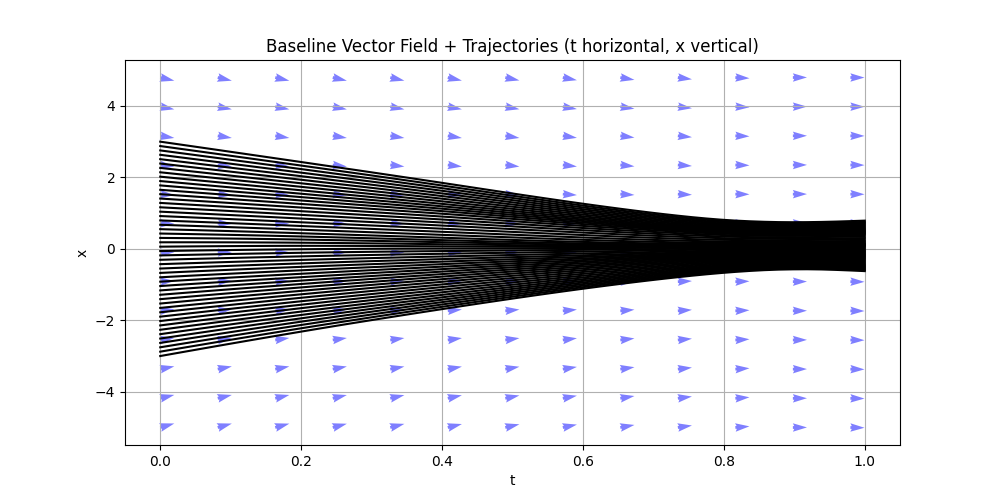 Baseline Vector Field + Trajectories (t horizontal, x vertical)
4
2
0
−2
−4
x
0.0 0.2 0.4 0.6 0.8 1.0
t